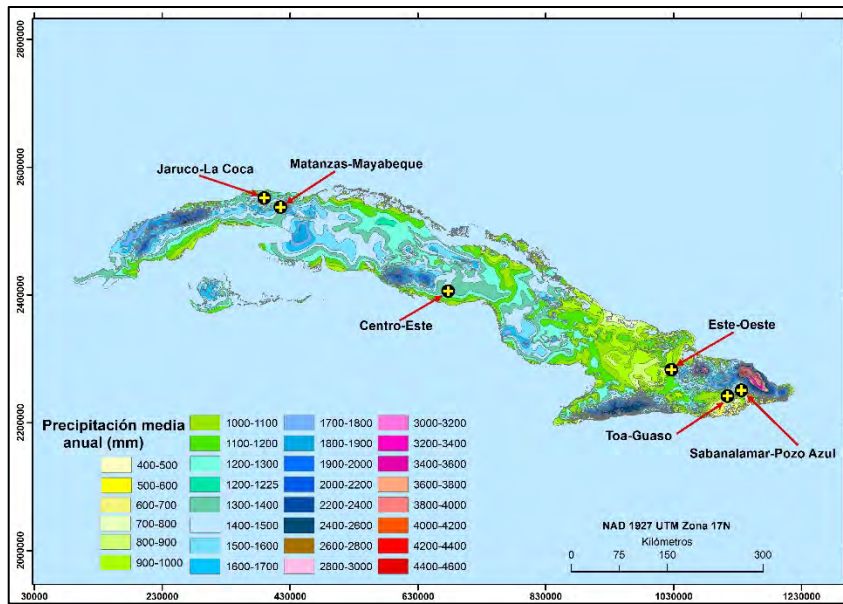 2800000
2600000
2400000
2200000
2000000
Jaruco-La Coca
Matanzas-Mayabeque
Centro-Este
Este-Oeste
Toa-Guaso
Sabanalamar-Pozo Azul
Precipitación media
anual (mm)
400-500
500-600
600-700
700-800
800-900
900-1000
1000-1100
1100-1200
1200-1300
1200-1225
1300-1400
1400-1500
1500-1600
1600-1700
1700-1800
1800-1900
1900-2000
2000-2200
2200-2400
2400-2600
2600-2800
2800-3000
3000-3200
3200-3400
3400-3600
3600-3800
3800-4000
4000-4200
4200-4400
4400-4600
NAD 1927 UTM Zona 17N
Kilómetros
0 75 150 300
30000 230000 430000 630000 830000 1030000 1230000